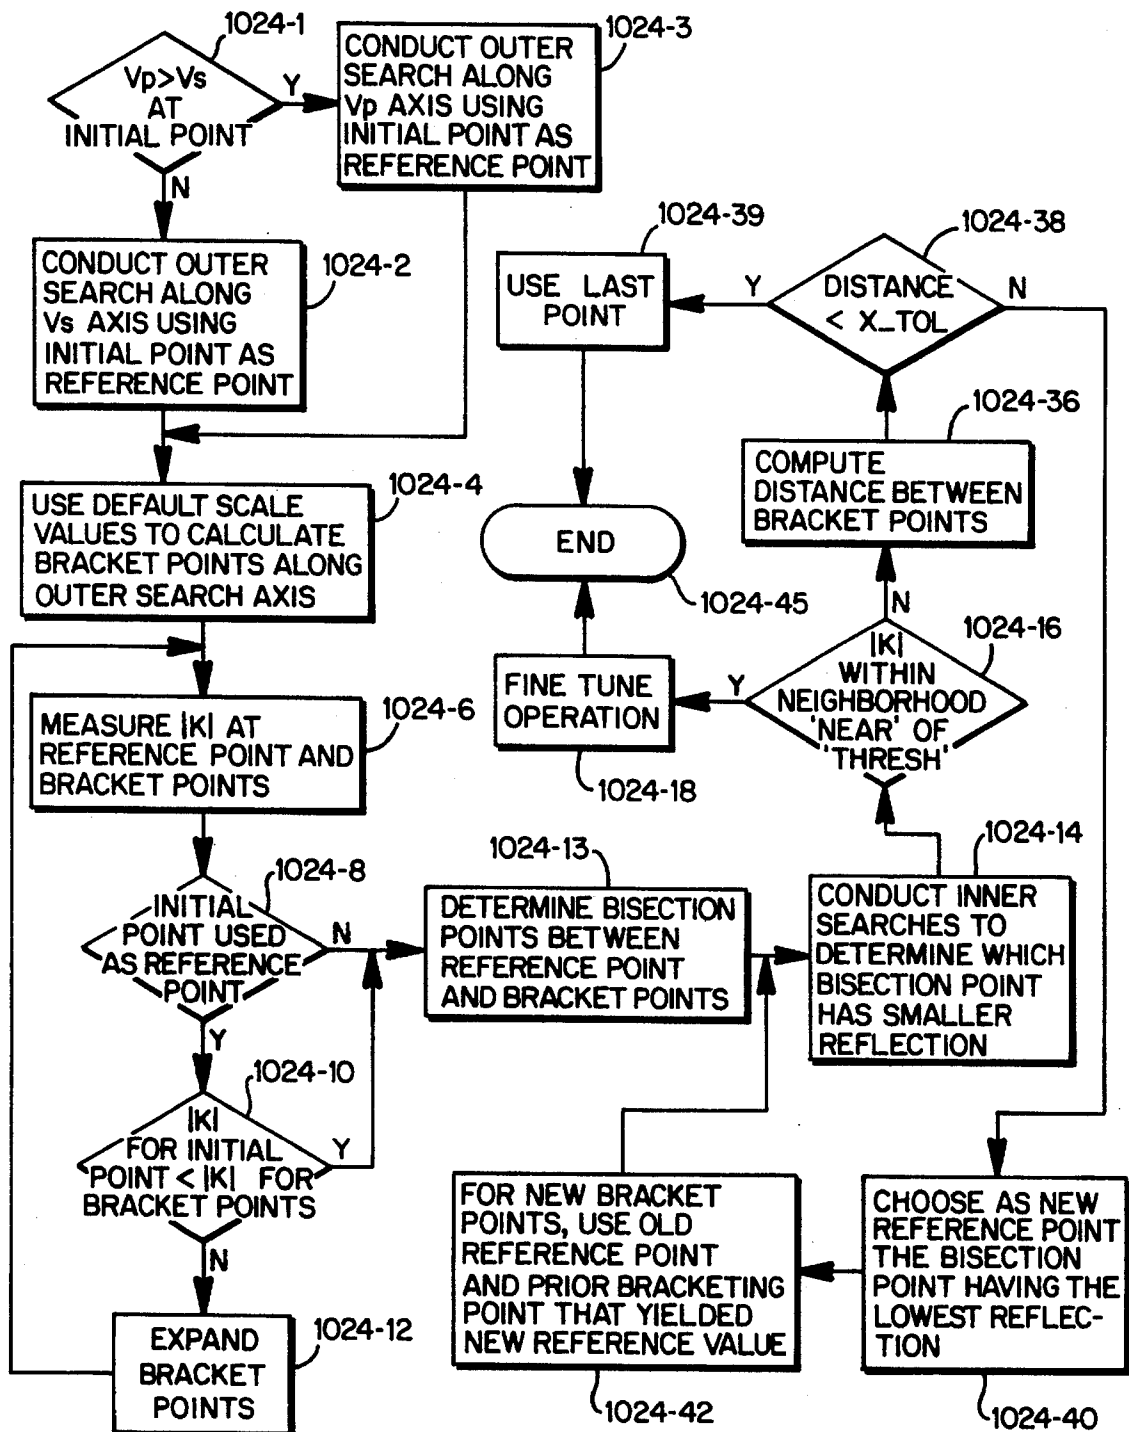 1024-1
Vp>Vs
AT
INITIAL POINT
Y
N
1024-3
CONDUCT OUTER
SEARCH ALONG
Vp AXIS USING
INITIAL POINT AS
REFERENCE POINT
1024-2
CONDUCT OUTER
SEARCH ALONG
Vs AXIS USING
INITIAL POINT AS
REFERENCE POINT
1024-4
USE DEFAULT SCALE
VALUES TO CALCULATE
BRACKET POINTS ALONG
OUTER SEARCH AXIS
1024-6
MEASURE |K| AT
REFERENCE POINT AND
BRACKET POINTS
1024-8
INITIAL
POINT USED
AS REFERENCE
POINT
N
Y
1024-10
|K|
FOR INITIAL
POINT < |K| FOR
BRACKET POINTS
Y
N
1024-12
EXPAND
BRACKET
POINTS
1024-13
DETERMINE BISECTION
POINTS BETWEEN
REFERENCE POINT
AND BRACKET POINTS
1024-14
CONDUCT INNER
SEARCHES TO
DETERMINE WHICH
BISECTION POINT
HAS SMALLER
REFLECTION
1024-16
|K|
WITHIN
NEIGHBORHOOD
'NEAR' OF
'THRESH'
Y
N
1024-18
FINE TUNE
OPERATION
1024-36
COMPUTE
DISTANCE BETWEEN
BRACKET POINTS
1024-38
DISTANCE
< X_TOL
Y
N
1024-39
USE LAST
POINT
END
1024-45
CHOOSE AS NEW
REFERENCE POINT
THE BISECTION
POINT HAVING THE
LOWEST REFLEC-
TION
1024-40
FOR NEW BRACKET
POINTS, USE OLD
REFERENCE POINT
AND PRIOR BRACKETING
POINT THAT YIELDED
NEW REFERENCE VALUE
1024-42